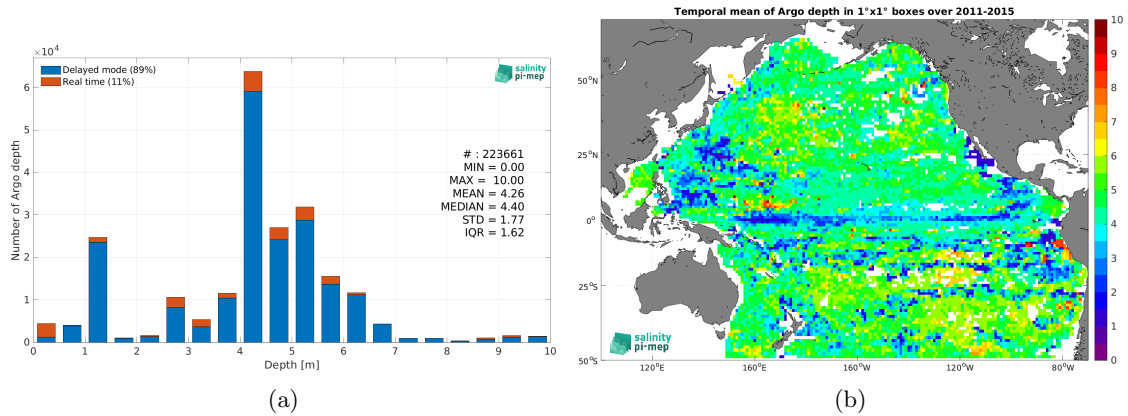 ×10⁴
6
5
4
3
2
1
0
Number of Argo depth
Delayed mode (89%)
Real time (11%)
salinity
pi-mep
# : 223661
MIN = 0.00
MAX = 10.00
MEAN = 4.26
MEDIAN = 4.40
STD = 1.77
IQR = 1.62
0 1 2 3 4 5 6 7 8 9 10
Depth [m]
(a)
Temporal mean of Argo depth in 1°x1° boxes over 2011-2015
50°N
25°N
0°
25°S
50°S
salinity
pi-mep
120°W
160°W
160°W
120°W
80°W
10
9
8
7
6
5
4
3
2
1
0
(b)